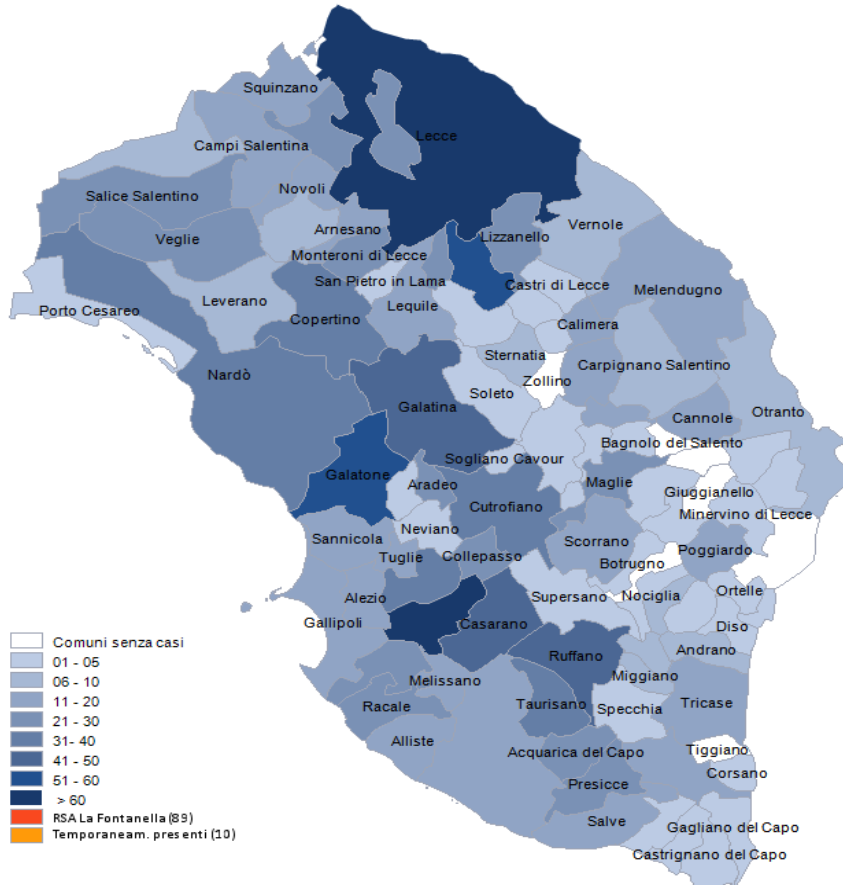 Squinzano
Lecce
Campi Salentina
Salice Salentino
Novoli
Vernole
Arnesano
Lizzanello
Veglie
Monteroni di Lecce
San Pietro in Lama
Castri di Lecce
Melendugno
Leverano
Lequile
Porto Cesareo
Copertino
Calimera
Sternatia
Carpignano Salentino
Nardò
Zollino
Soleto
Galatina
Otranto
Cannole
Bagnolo del Salento
Sogliano Cavour
Galatone
Aradeo
Maglie
Giuggianello
Cutrofiano
Minervino di Lecce
Neviano
Sannicola
Scorrano
Poggiardo
Tuglie
Collepasso
Botrugno
Ortelle
Alezio
Supersano
Nociglia
Gallipoli
Casarano
Diso
Andrano
Ruffano
Miggiano
Melissano
Tricase
Racale
Taurisano
Specchia
Alliste
Acquarica del Capo
Tiggiano
Corsano
Presicce
Salve
Gagliano del Capo
Castrignano del Capo
Comuni senza casi
01 - 05
06 - 10
11 - 20
21 - 30
31- 40
41 - 50
51 - 60
> 60
RSA La Fontanella (89)
Temporaneam. presenti (10)